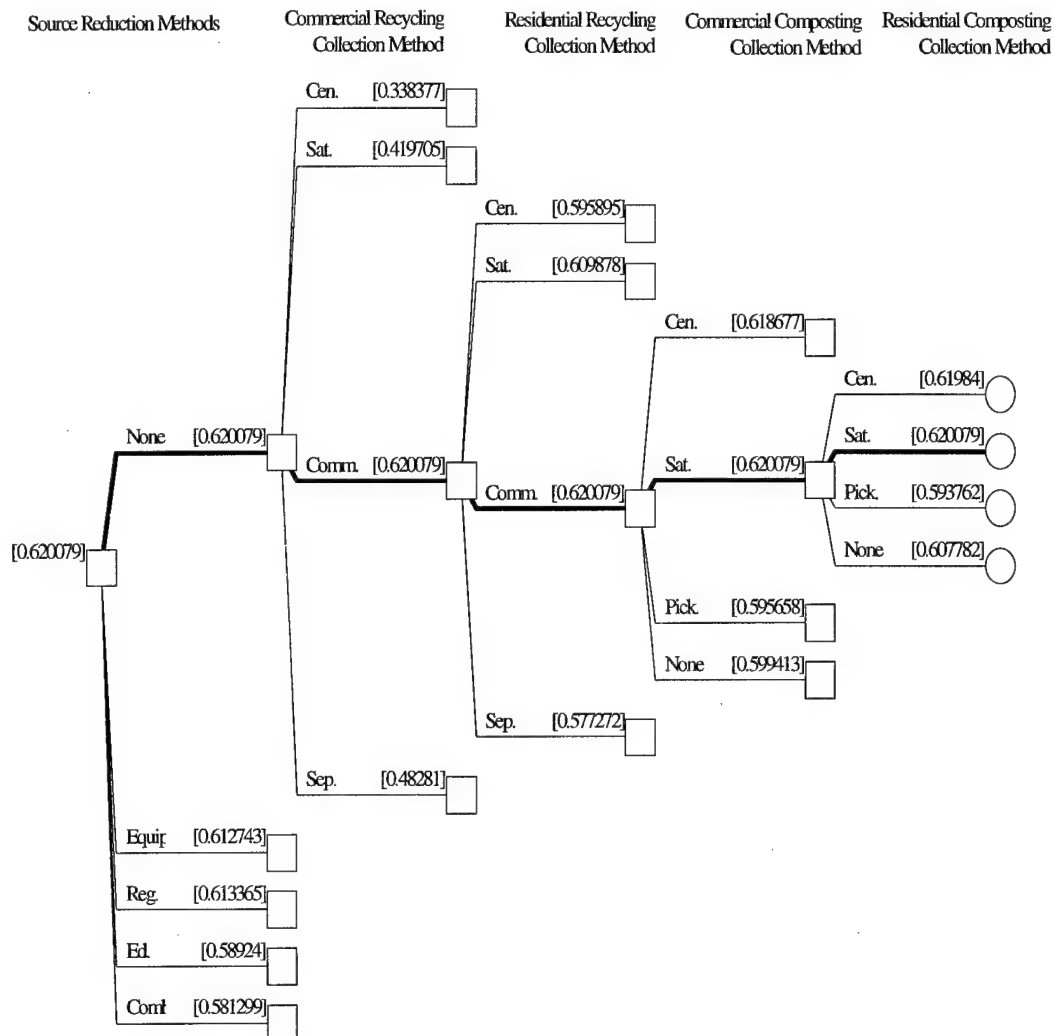 Source Reduction Methods
Commercial Recycling
Collection Method
Residential Recycling
Collection Method
Commercial Composting
Collection Method
Residential Composting
Collection Method
Cen. [0.338377]
Sat. [0.419705]
Cen. [0.595895]
Sat. [0.609878]
Cen. [0.618677]
Cen. [0.61984]
None [0.620079]
Sat. [0.620079]
Comm. [0.620079]
Sat. [0.620079]
Comm. [0.620079]
Pick. [0.593762]
[0.620079]
None [0.607782]
Pick. [0.595658]
None [0.599413]
Sep. [0.577272]
Sep. [0.48281]
Equip [0.612743]
Reg. [0.613365]
Ed. [0.58924]
Coml [0.581299]